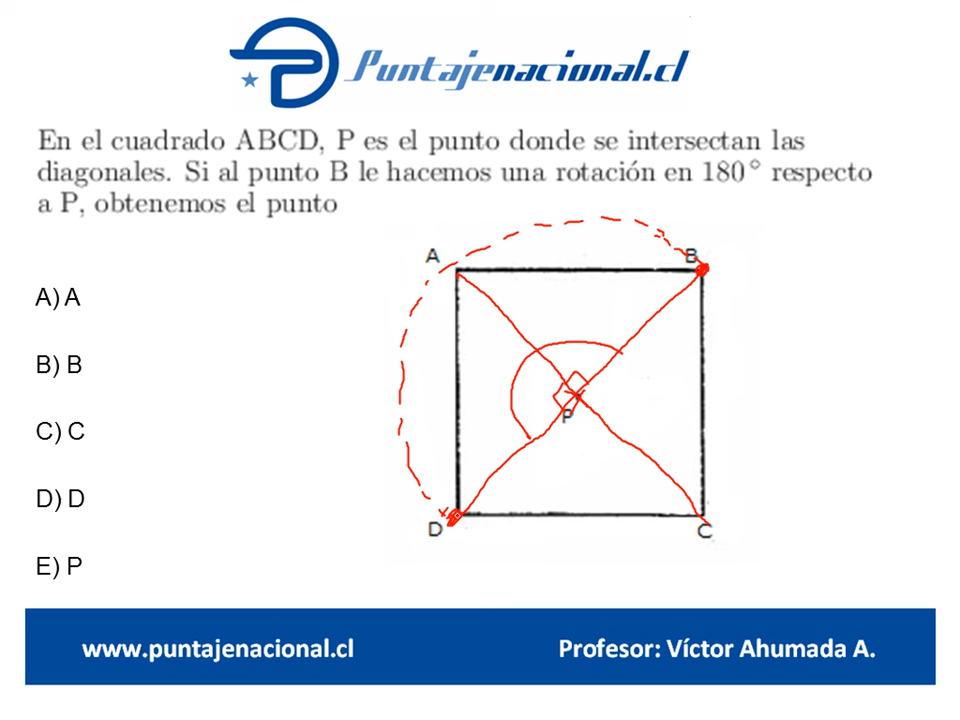 Puntajenacional.cl
En el cuadrado ABCD, P es el punto donde se intersectan las
diagonales. Si al punto B le hacemos una rotación en 180° respecto
a P, obtenemos el punto
A) A
B) B
C) C
D) D
E) P
A
B
P
D
C
www.puntajenacional.cl
Profesor: Víctor Ahumada A.